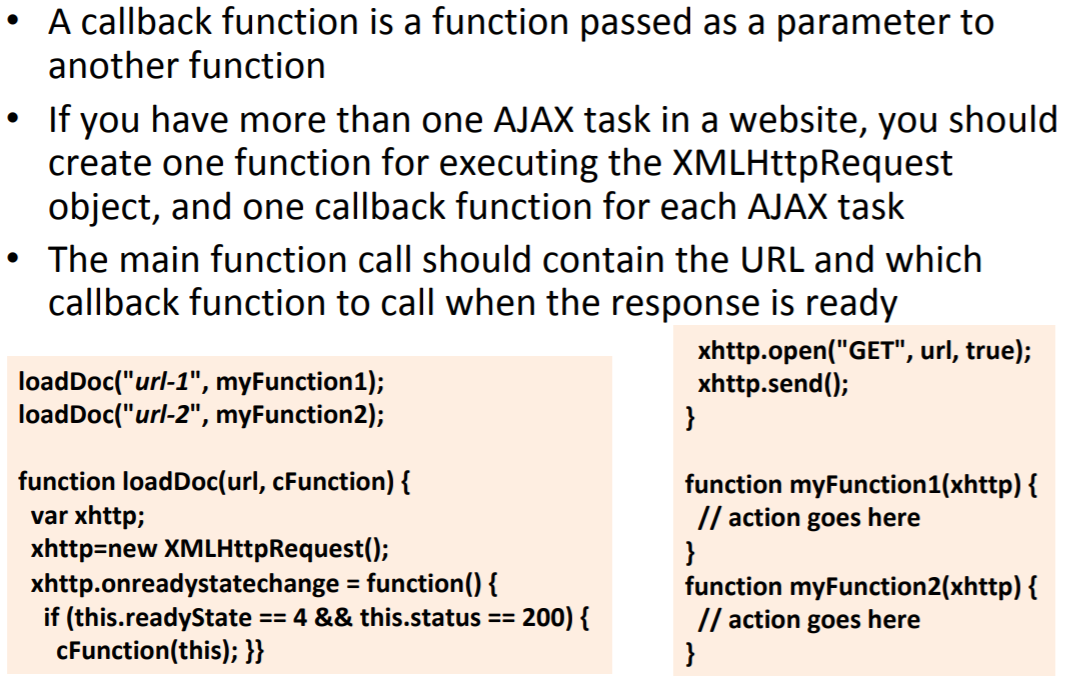 • A callback function is a function passed as a parameter to
another function
• If you have more than one AJAX task in a website, you should
create one function for executing the XMLHttpRequest
object, and one callback function for each AJAX task
• The main function call should contain the URL and which
callback function to call when the response is ready
loadDoc("url-1", myFunction1);
loadDoc("url-2", myFunction2);
function loadDoc(url, cFunction) {
var xhttp;
xhttp=new XMLHttpRequest();
xhttp.onreadystatechange = function() {
if (this.readyState == 4 && this.status == 200) {
cFunction(this); }}
xhttp.open("GET", url, true);
xhttp.send();
}
function myFunction1(xhttp) {
// action goes here
}
function myFunction2(xhttp) {
// action goes here
}